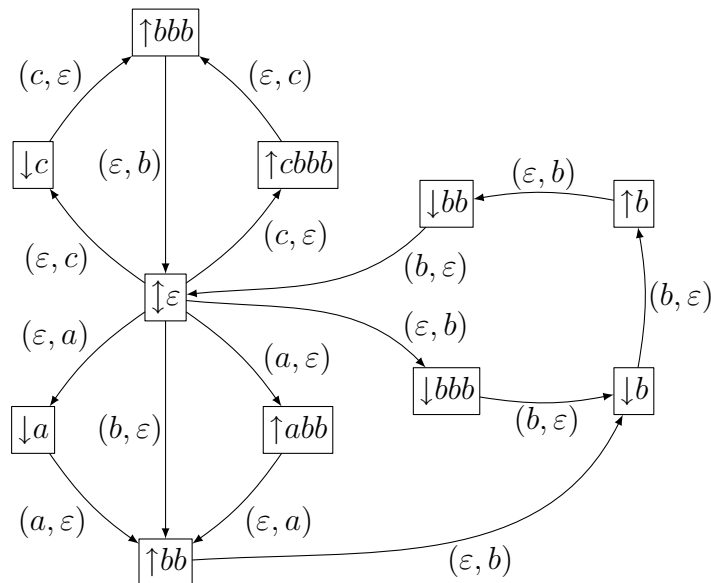 ↑bbb
(c, ε) (ε, c)
↓c (ε, b) ↑cbbb
(ε, b)
↓bb ↑b
(ε, c) (c, ε)
(b, ε)
↕ε (b, ε)
(ε, a) (a, ε) (ε, b)
↓bbb ↓b
(b, ε)
↓a (b, ε) ↑abb
(a, ε) (ε, a)
↑bb (ε, b)